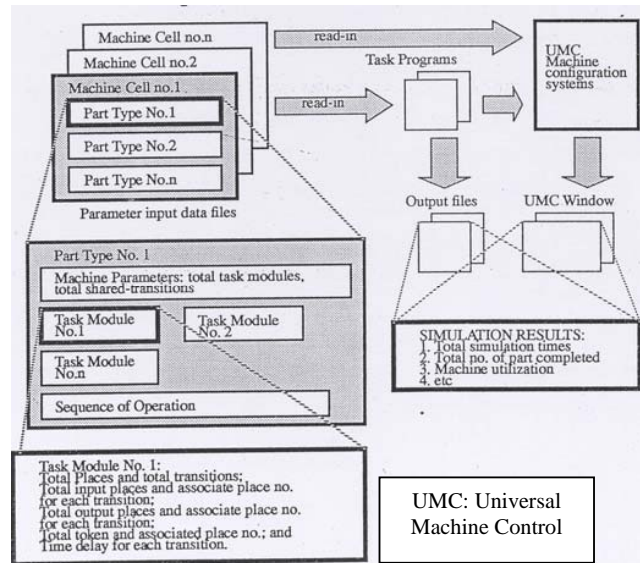 Machine Cell no.n
Machine Cell no.2
Machine Cell no.1
Part Type No.1
Part Type No.2
Part Type No.n
Parameter input data files
read-in
read-in
Task Programs
UMC
Machine
configuration
systems
Output files
UMC Window
Part Type No. 1
Machine Parameters: total task modules,
total shared-transitions
Task Module
No.1
Task Module
No. 2
Task Module
No.n
Sequence of Operation
SIMULATION RESULTS:
1. Total simulation times
2. Total no. of part completed
3. Machine utilization
4. etc
Task Module No. 1:
Total Places and total transitions;
Total input places and associate place no.
for each transition;
Total output places and associate place no.
for each transition;
Total token and associated place no.; and
Time delay for each transition.
UMC: Universal
Machine Control